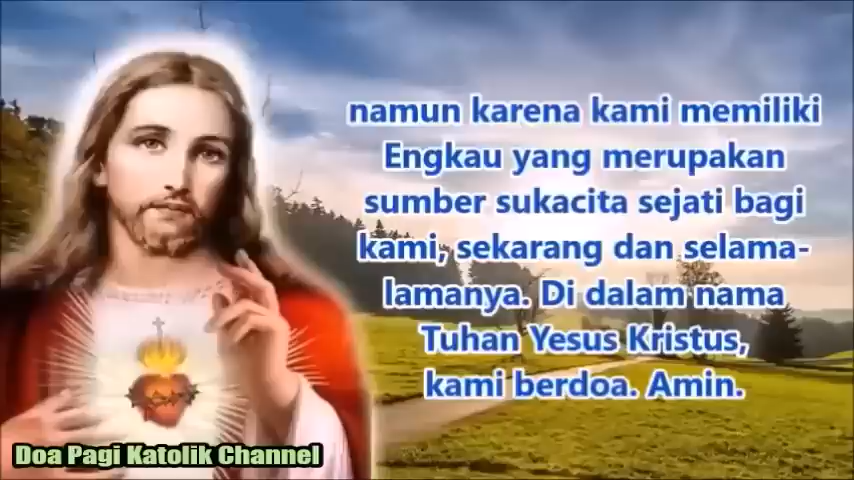 namun karena kami memiliki
Engkau yang merupakan
sumber sukacita sejati bagi
kami, sekarang dan selama-
lamanya. Di dalam nama
Tuhan Yesus Kristus,
kami berdoa. Amin.
Doa Pagi Katolik Channel